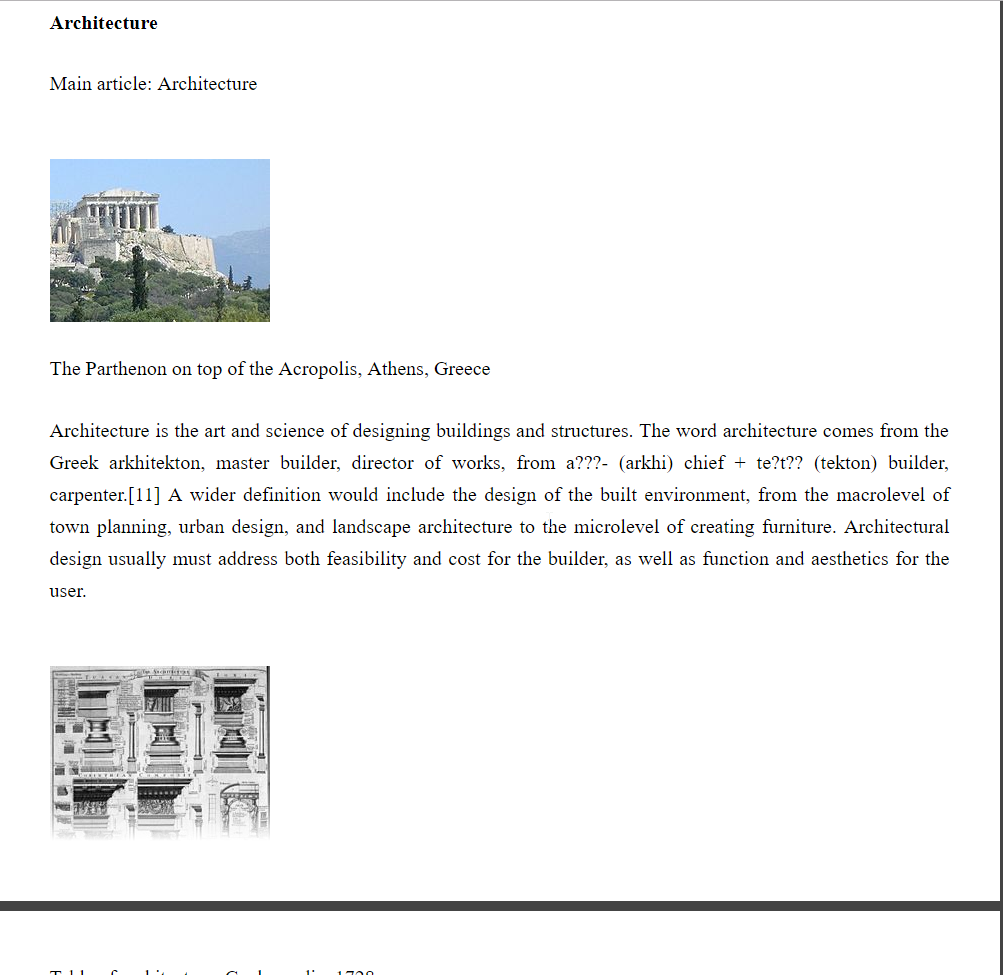 Architecture
Main article: Architecture
The Parthenon on top of the Acropolis, Athens, Greece
Architecture is the art and science of designing buildings and structures. The word architecture comes from the
Greek arkhitekton, master builder, director of works, from a???- (arkhi) chief + te?t?? (tekton) builder,
carpenter.[11] A wider definition would include the design of the built environment, from the macrolevel of
town planning, urban design, and landscape architecture to the microlevel of creating furniture. Architectural
design usually must address both feasibility and cost for the builder, as well as function and aesthetics for the
user.